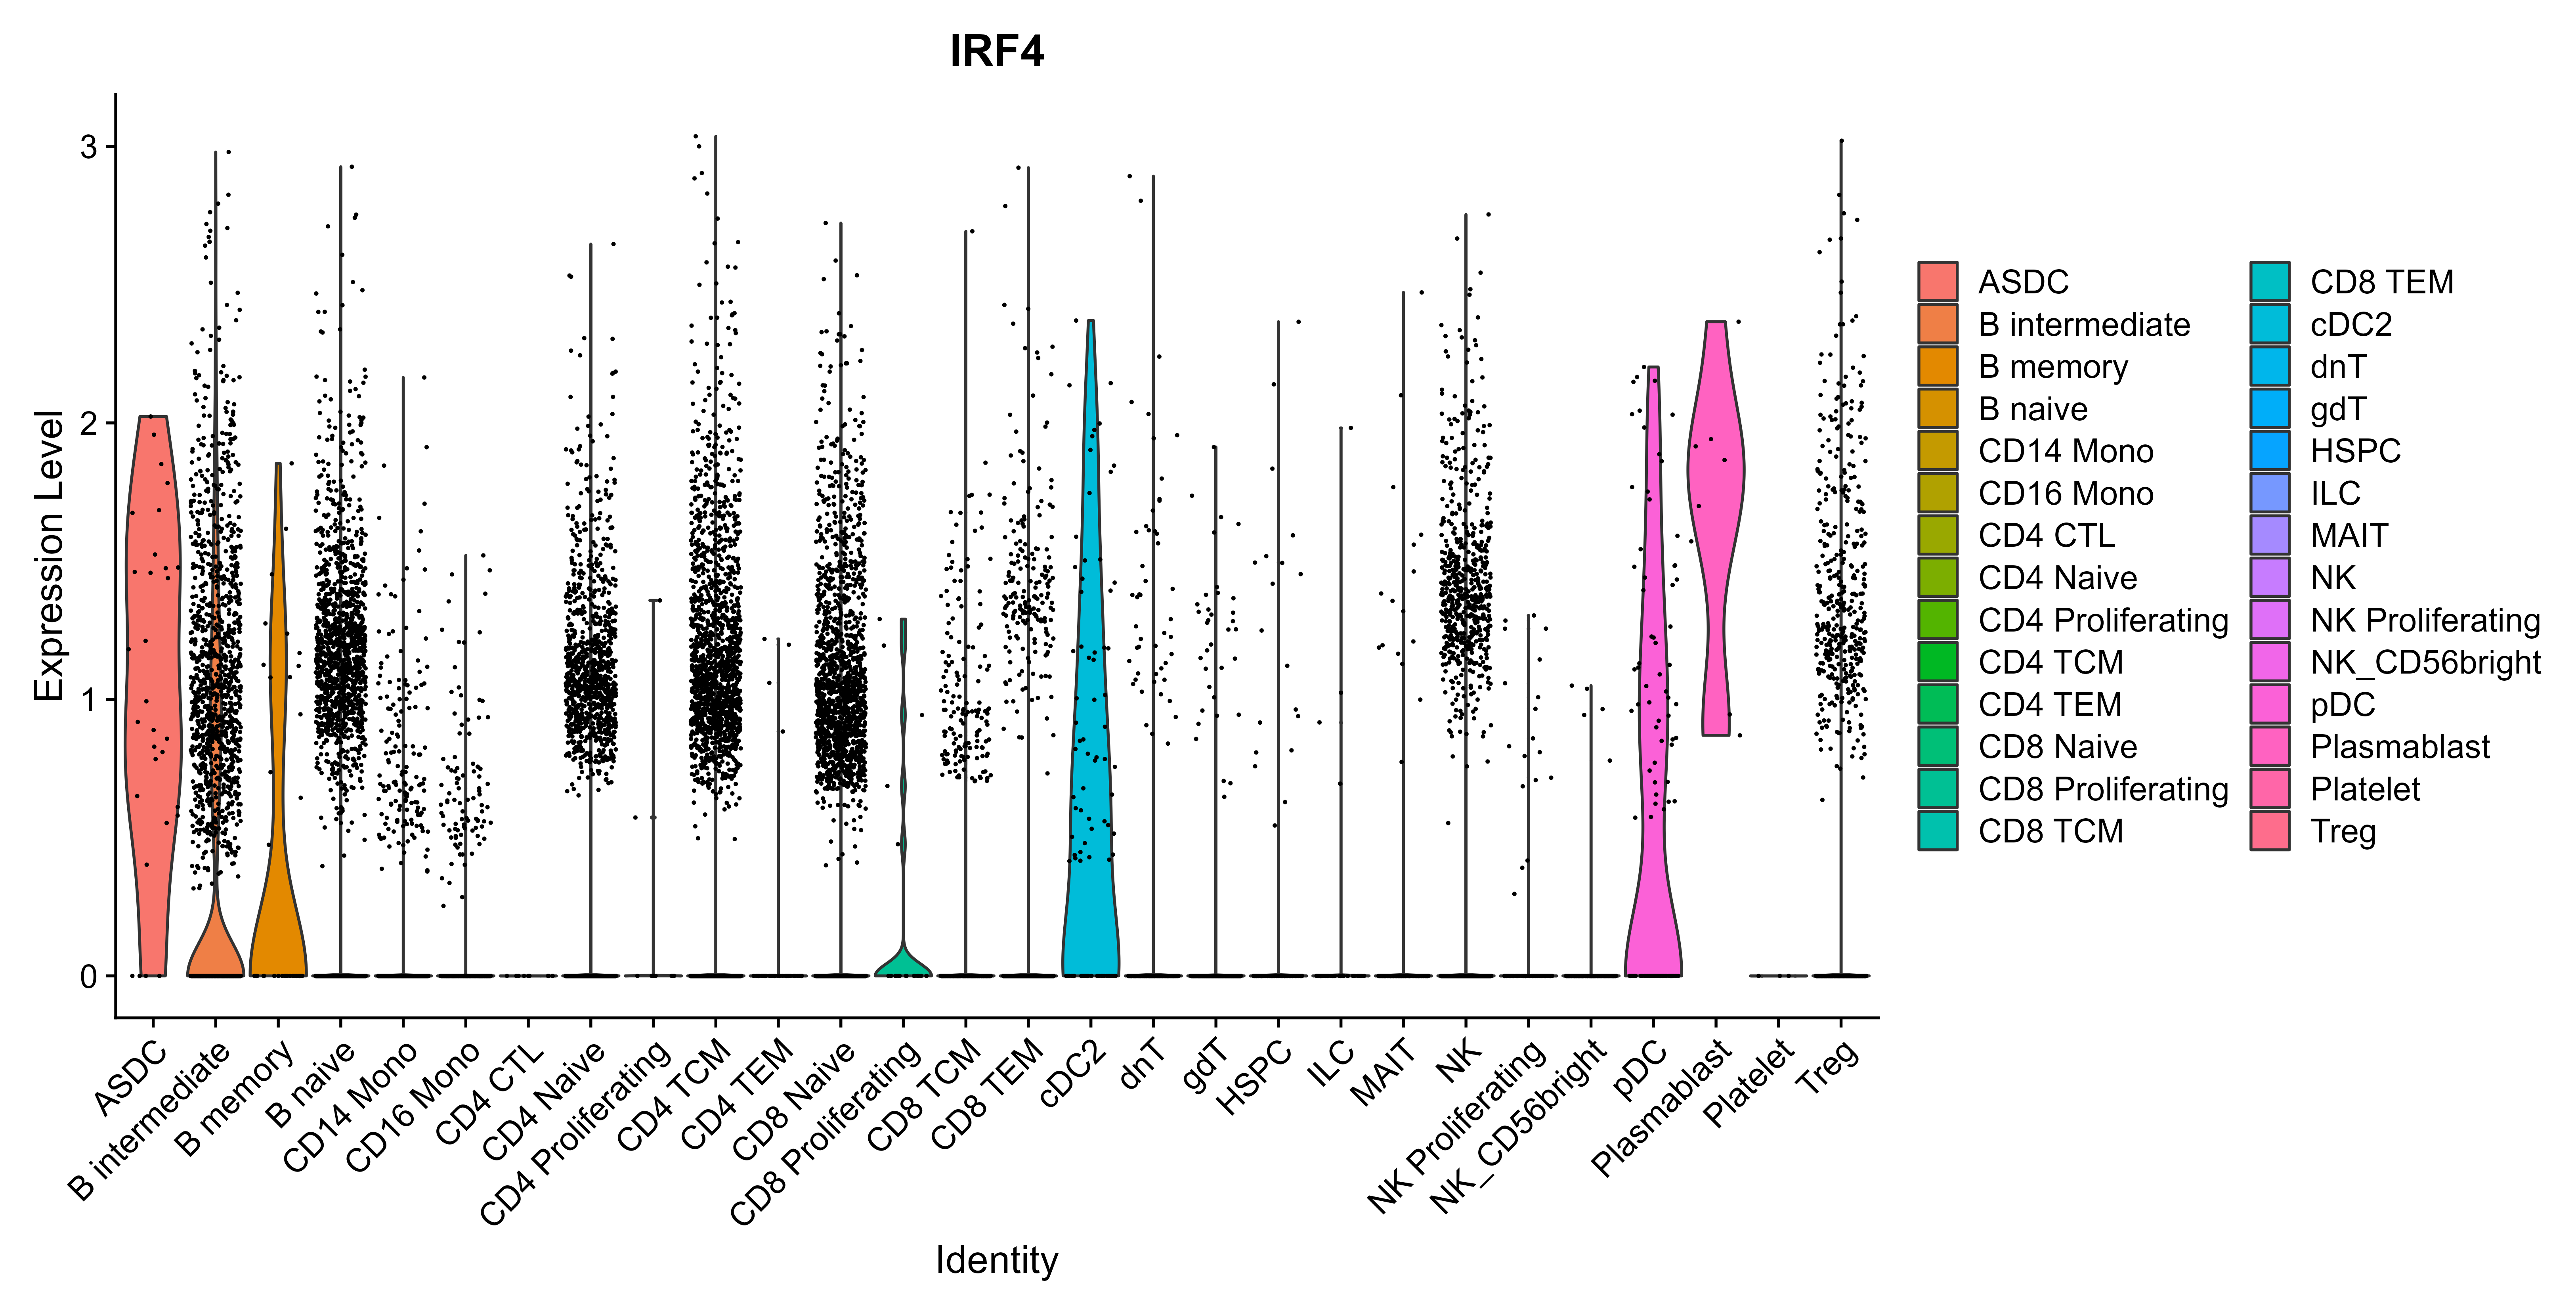 IRF4
Expression Level
3
2
1
0
ASDC
B intermediate
B memory
B naive
CD14 Mono
CD16 Mono
CD4 CTL
CD4 Naive
CD4 Proliferating
CD4 TCM
CD4 TEM
CD8 Naive
CD8 Proliferating
CD8 TCM
CD8 TEM
cDC2
dnT
gdT
HSPC
ILC
MAIT
NK
NK Proliferating
NK_CD56bright
pDC
Plasmablast
Platelet
Treg
Identity
ASDC
B intermediate
B memory
B naive
CD14 Mono
CD16 Mono
CD4 CTL
CD4 Naive
CD4 Proliferating
CD4 TCM
CD4 TEM
CD8 Naive
CD8 Proliferating
CD8 TCM
CD8 TEM
cDC2
dnT
gdT
HSPC
ILC
MAIT
NK
NK Proliferating
NK_CD56bright
pDC
Plasmablast
Platelet
Treg